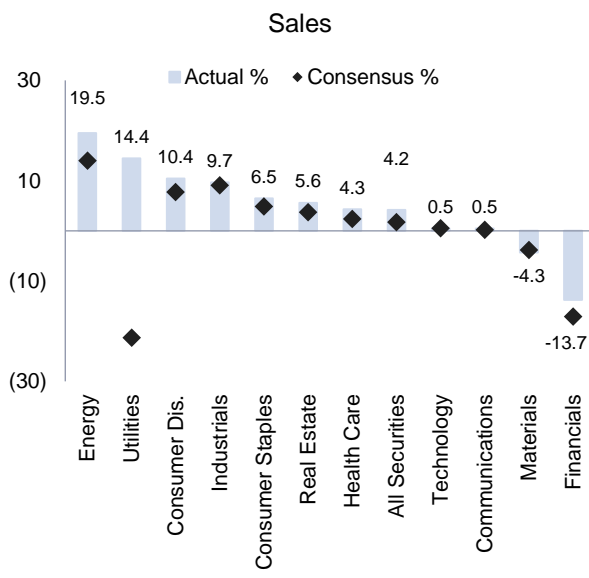 Sales
Actual %
Consensus %
30
10
(10)
(30)
19.5
14.4
10.4
9.7
6.5
5.6
4.3
4.2
0.5
0.5
-4.3
-13.7
Energy
Utilities
Consumer Dis.
Industrials
Consumer Staples
Real Estate
Health Care
All Securities
Technology
Communications
Materials
Financials